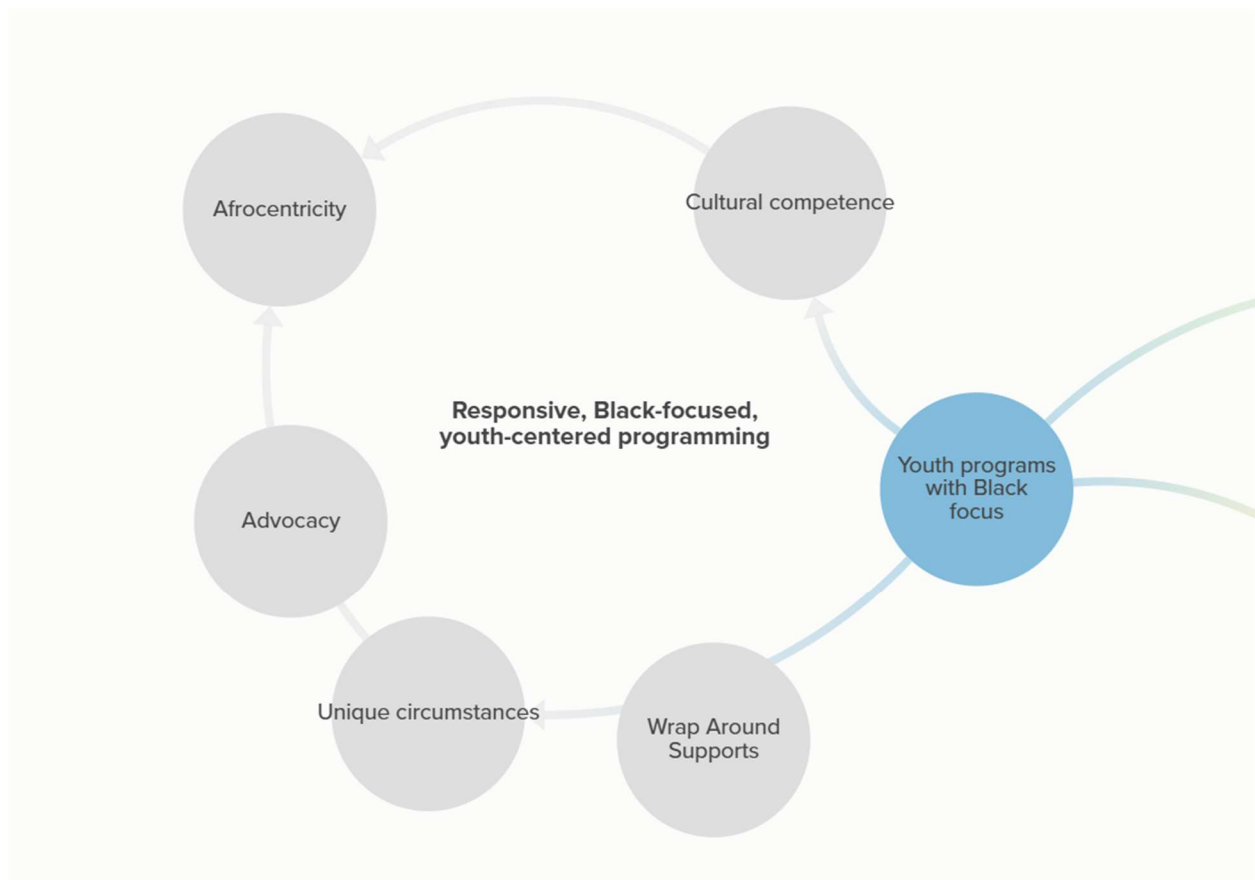 Afrocentricity
Cultural competence
Responsive, Black-focused,
youth-centered programming
Youth programs
with Black
focus
Advocacy
Unique circumstances
Wrap Around
Supports